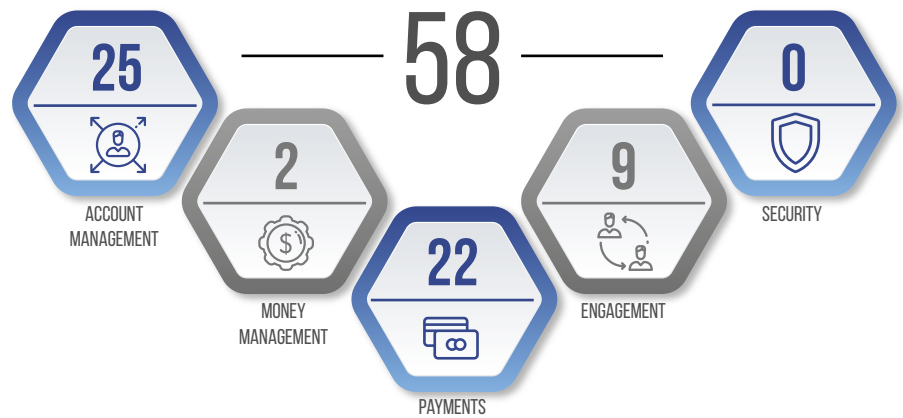 58
25
ACCOUNT
MANAGEMENT
2
$
MONEY
MANAGEMENT
22
PAYMENTS
9
ENGAGEMENT
0
SECURITY